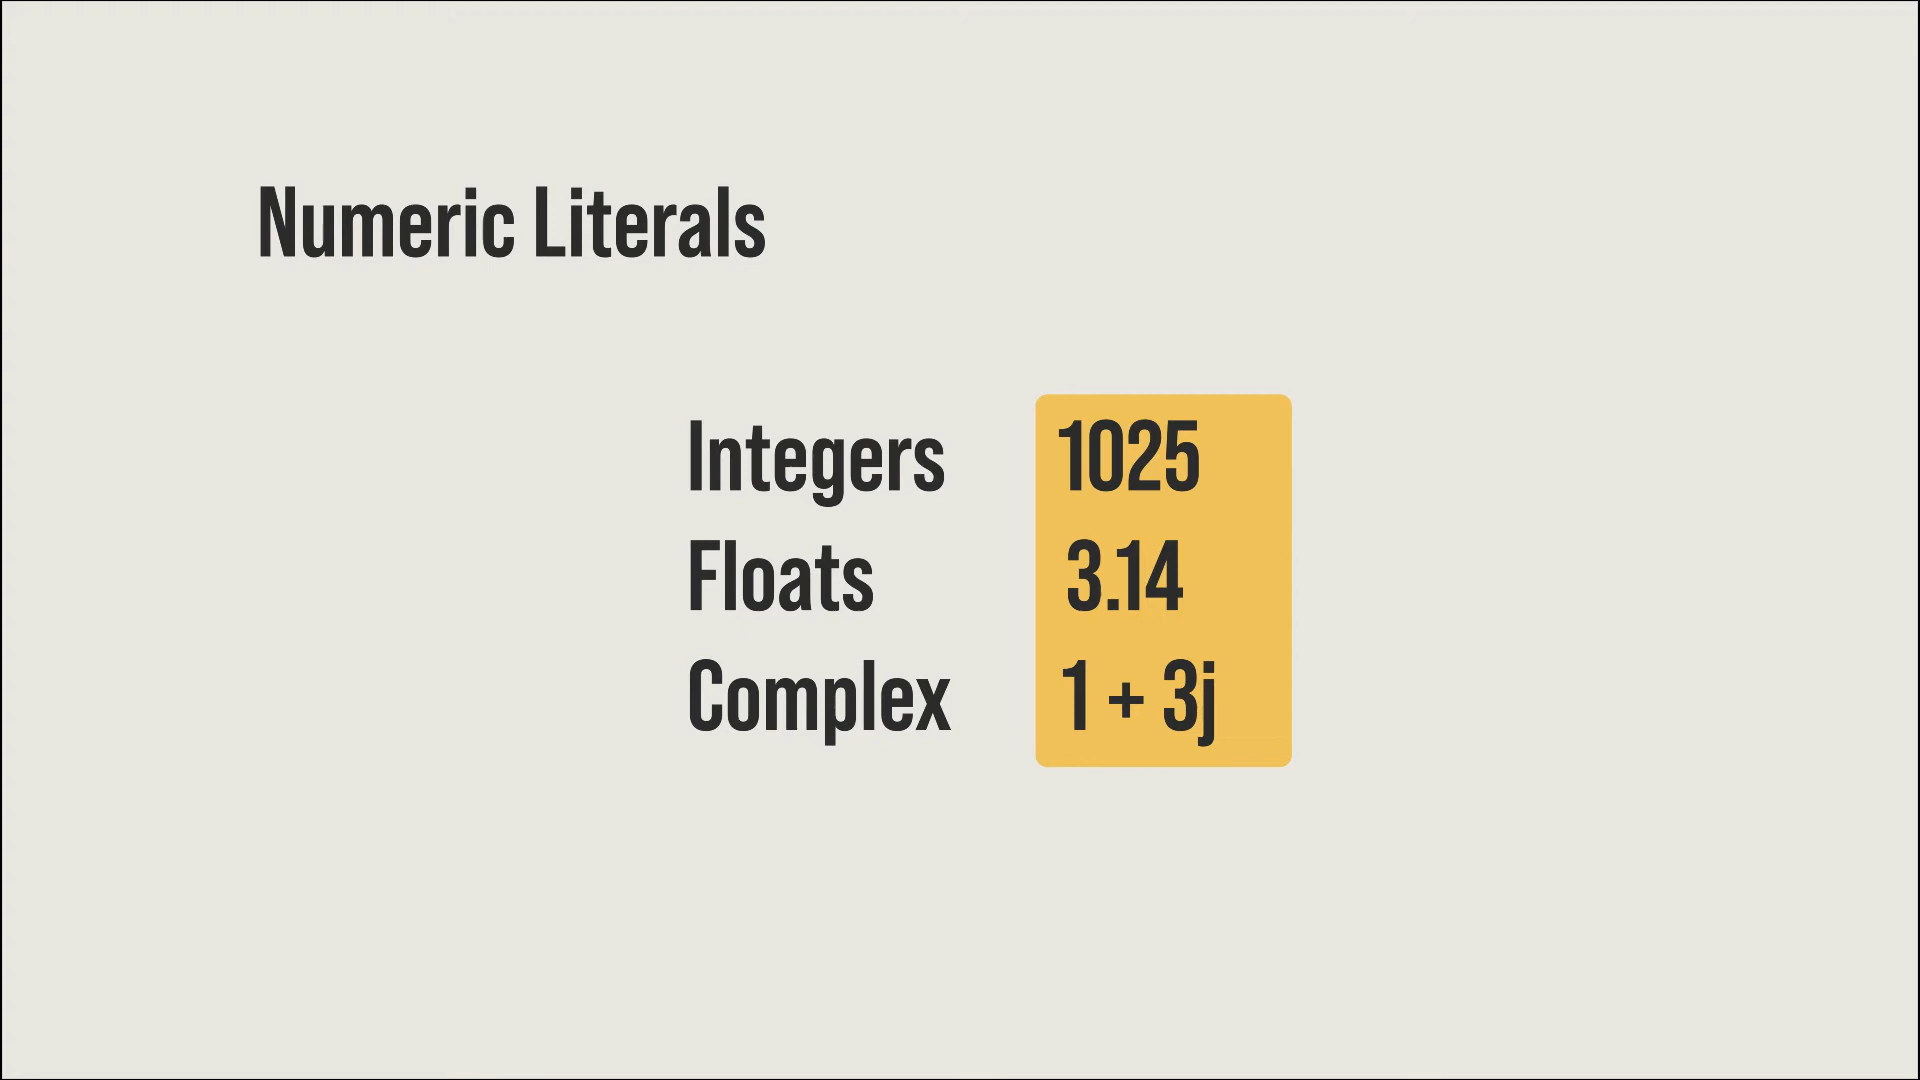 Numeric Literals
Integers 1025
Floats 3.14
Complex 1 + 3j